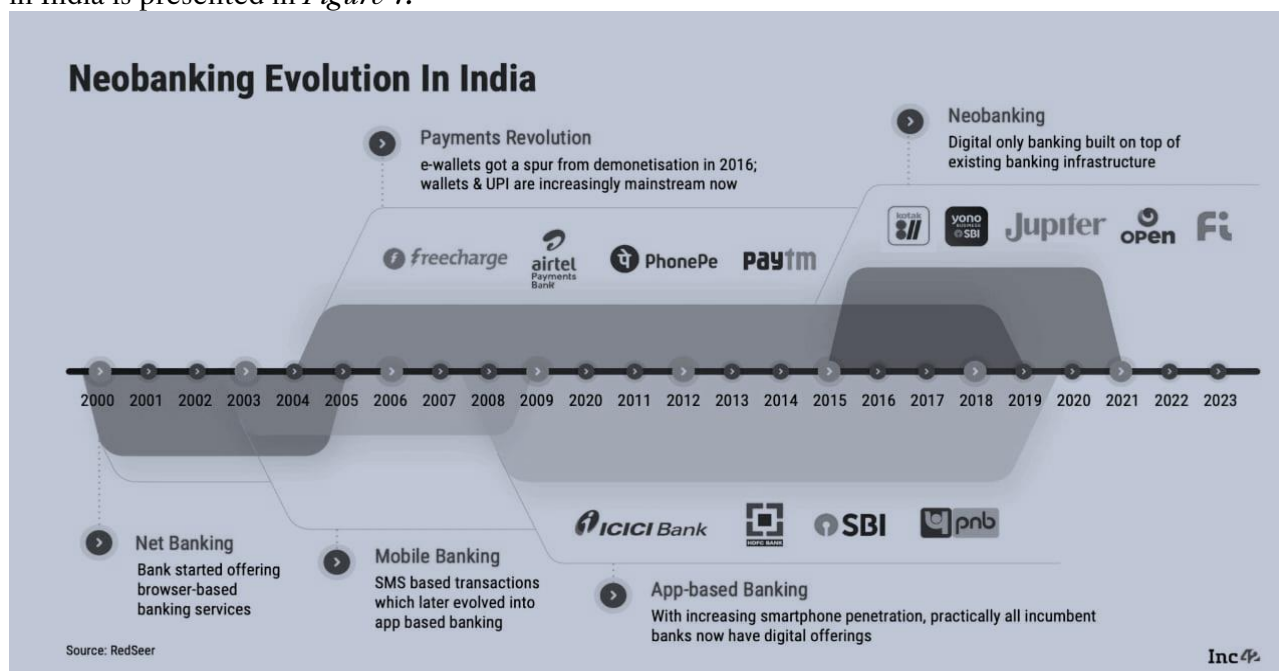 in India is presented in Figure 4.
Neobanking Evolution In India
Payments Revolution
e-wallets got a spur from demonetisation in 2016;
wallets & UPI are increasingly mainstream now
Neobanking
Digital only banking built on top of
existing banking infrastructure
freecharge
airtel
Payments
Bank
PhonePe
paytm
kotak
811
yono
BUSINESS
SBI
Jupiter
OPEN
Fi
2000 2001 2002 2003 2004 2005 2006 2007 2008 2009 2020 2011 2012 2013 2014 2015 2016 2017 2018 2019 2020 2021 2022 2023
ICICI Bank
HDFC BANK
SBI
pnb
Net Banking
Bank started offering
browser-based
banking services
Mobile Banking
SMS based transactions
which later evolved into
app based banking
App-based Banking
With increasing smartphone penetration, practically all incumbent
banks now have digital offerings
Source: RedSeer
Inc42